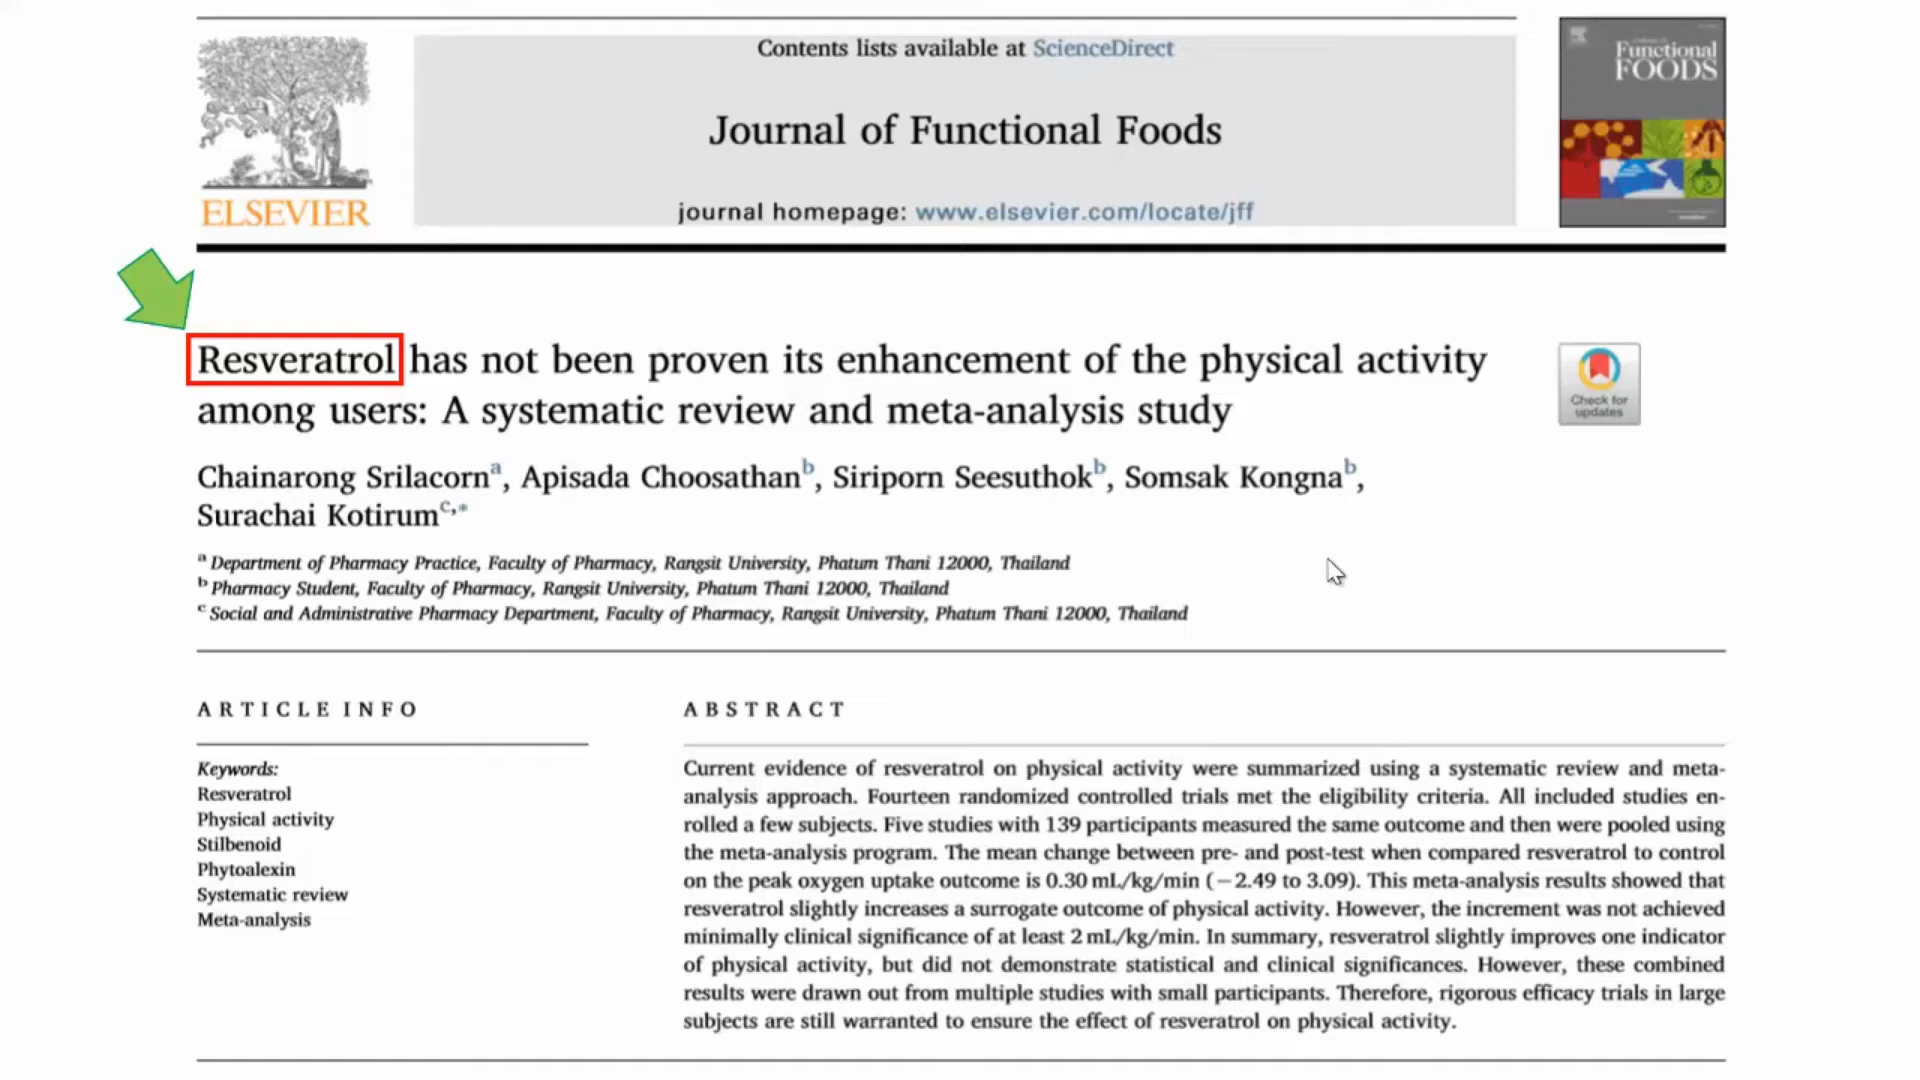 Contents lists available at ScienceDirect
Journal of Functional Foods
journal homepage: www.elsevier.com/locate/jff
ELSEVIER
Functional
FOODS
Resveratrol has not been proven its enhancement of the physical activity
among users: A systematic review and meta-analysis study
Check for
updates
Chainarong Srilacornᵃ, Apisada Choosathanᵇ, Siriporn Seesuthokᵇ, Somsak Kongnaᵇ,
Surachai Kotirumᶜ,*
ᵃ Department of Pharmacy Practice, Faculty of Pharmacy, Rangsit University, Phatum Thani 12000, Thailand
ᵇ Pharmacy Student, Faculty of Pharmacy, Rangsit University, Phatum Thani 12000, Thailand
ᶜ Social and Administrative Pharmacy Department, Faculty of Pharmacy, Rangsit University, Phatum Thani 12000, Thailand
ARTICLE INFO
Keywords:
Resveratrol
Physical activity
Stilbenoid
Phytoalexin
Systematic review
Meta-analysis
ABSTRACT
Current evidence of resveratrol on physical activity were summarized using a systematic review and meta-
analysis approach. Fourteen randomized controlled trials met the eligibility criteria. All included studies en-
rolled a few subjects. Five studies with 139 participants measured the same outcome and then were pooled using
the meta-analysis program. The mean change between pre- and post-test when compared resveratrol to control
on the peak oxygen uptake outcome is 0.30 mL/kg/min (−2.49 to 3.09). This meta-analysis results showed that
resveratrol slightly increases a surrogate outcome of physical activity. However, the increment was not achieved
minimally clinical significance of at least 2 mL/kg/min. In summary, resveratrol slightly improves one indicator
of physical activity, but did not demonstrate statistical and clinical significances. However, these combined
results were drawn out from multiple studies with small participants. Therefore, rigorous efficacy trials in large
subjects are still warranted to ensure the effect of resveratrol on physical activity.